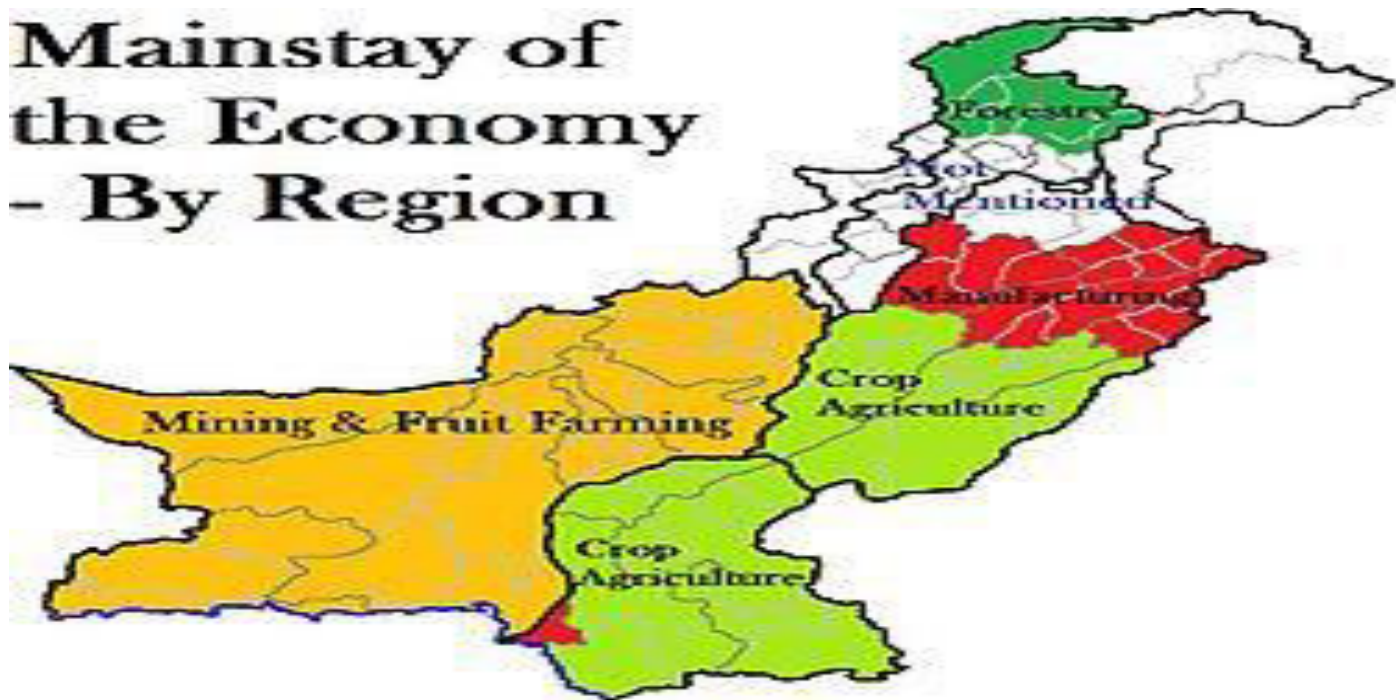 Mainstay of
the Economy
- By Region
Forestry
Not
Mentioned
Manufacturing
Crop
Agriculture
Mining & Fruit Farming
Crop
Agriculture